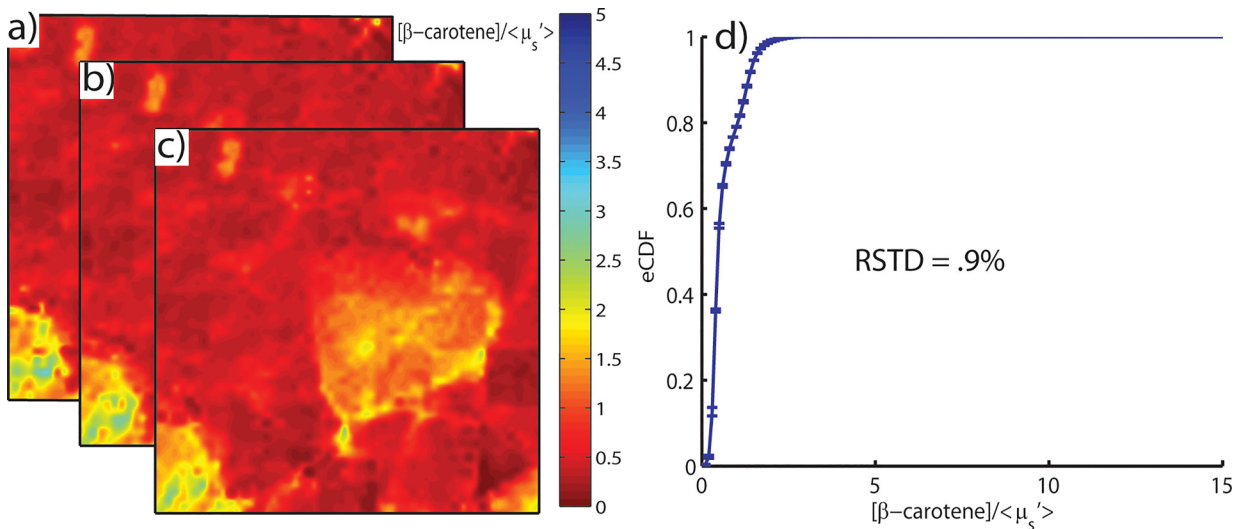 a)
b)
c)
[β−carotene]/<μs′>
5
4.5
4
3.5
3
2.5
2
1.5
1
0.5
0
d)
eCDF
1
0.8
0.6
0.4
0.2
0
RSTD = .9%
0
5
10
15
[β−carotene]/<μs′>